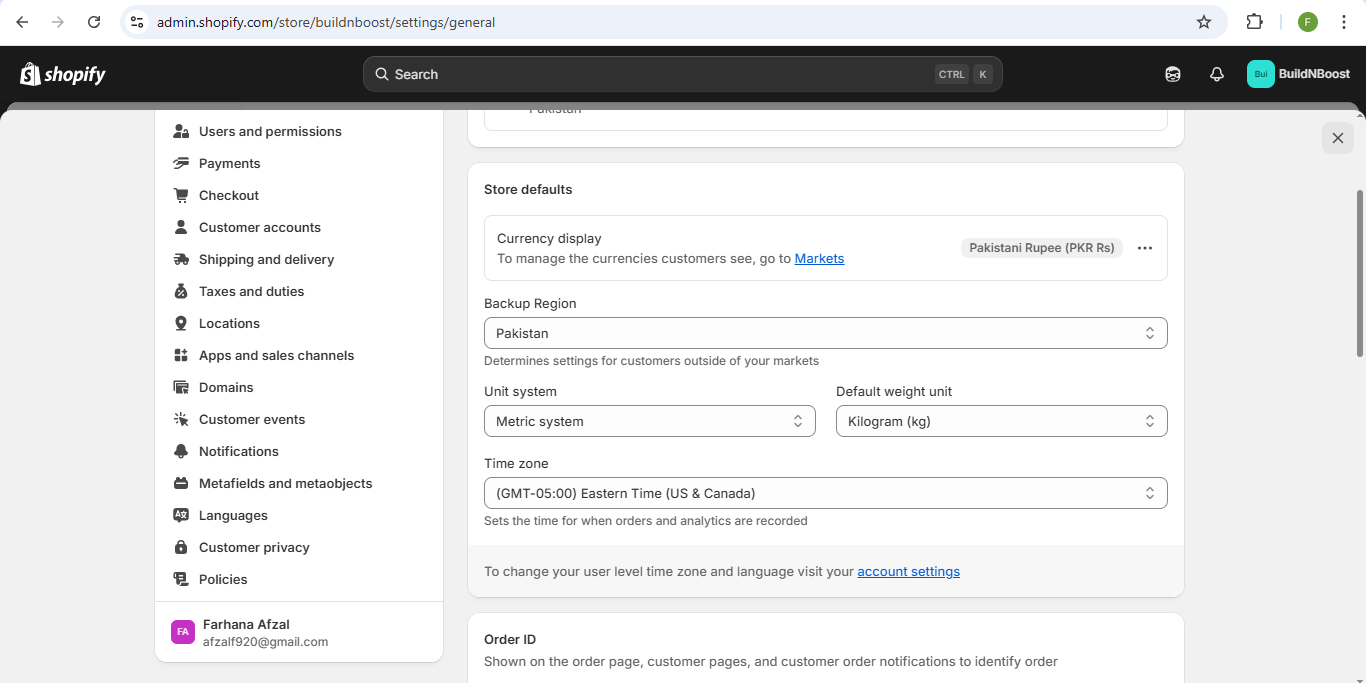 admin.shopify.com/store/buildnboost/settings/general
F
shopify
Search
CTRL K
Bui
BuildNBoost
Users and permissions
Payments
Checkout
Customer accounts
Shipping and delivery
Taxes and duties
Locations
Apps and sales channels
Domains
Customer events
Notifications
Metafields and metaobjects
Languages
Customer privacy
Policies
FA
Farhana Afzal
afzalf920@gmail.com
Pakistan
Store defaults
Currency display
To manage the currencies customers see, go to Markets
Pakistani Rupee (PKR Rs)
Backup Region
Pakistan
Determines settings for customers outside of your markets
Unit system
Default weight unit
Metric system
Kilogram (kg)
Time zone
(GMT-05:00) Eastern Time (US & Canada)
Sets the time for when orders and analytics are recorded
To change your user level time zone and language visit your account settings
Order ID
Shown on the order page, customer pages, and customer order notifications to identify order